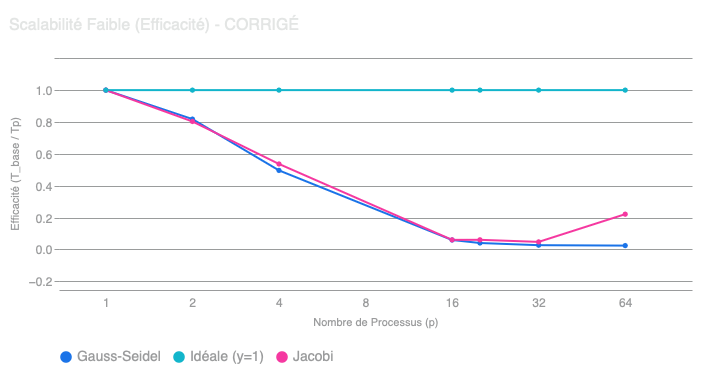 Scalabilité Faible (Efficacité) - CORRIGÉ
Efficacité (T_base / Tp)
1.0
0.8
0.6
0.4
0.2
0.0
−0.2
1 2 4 8 16 32 64
Nombre de Processus (p)
Gauss-Seidel Idéale (y=1) Jacobi